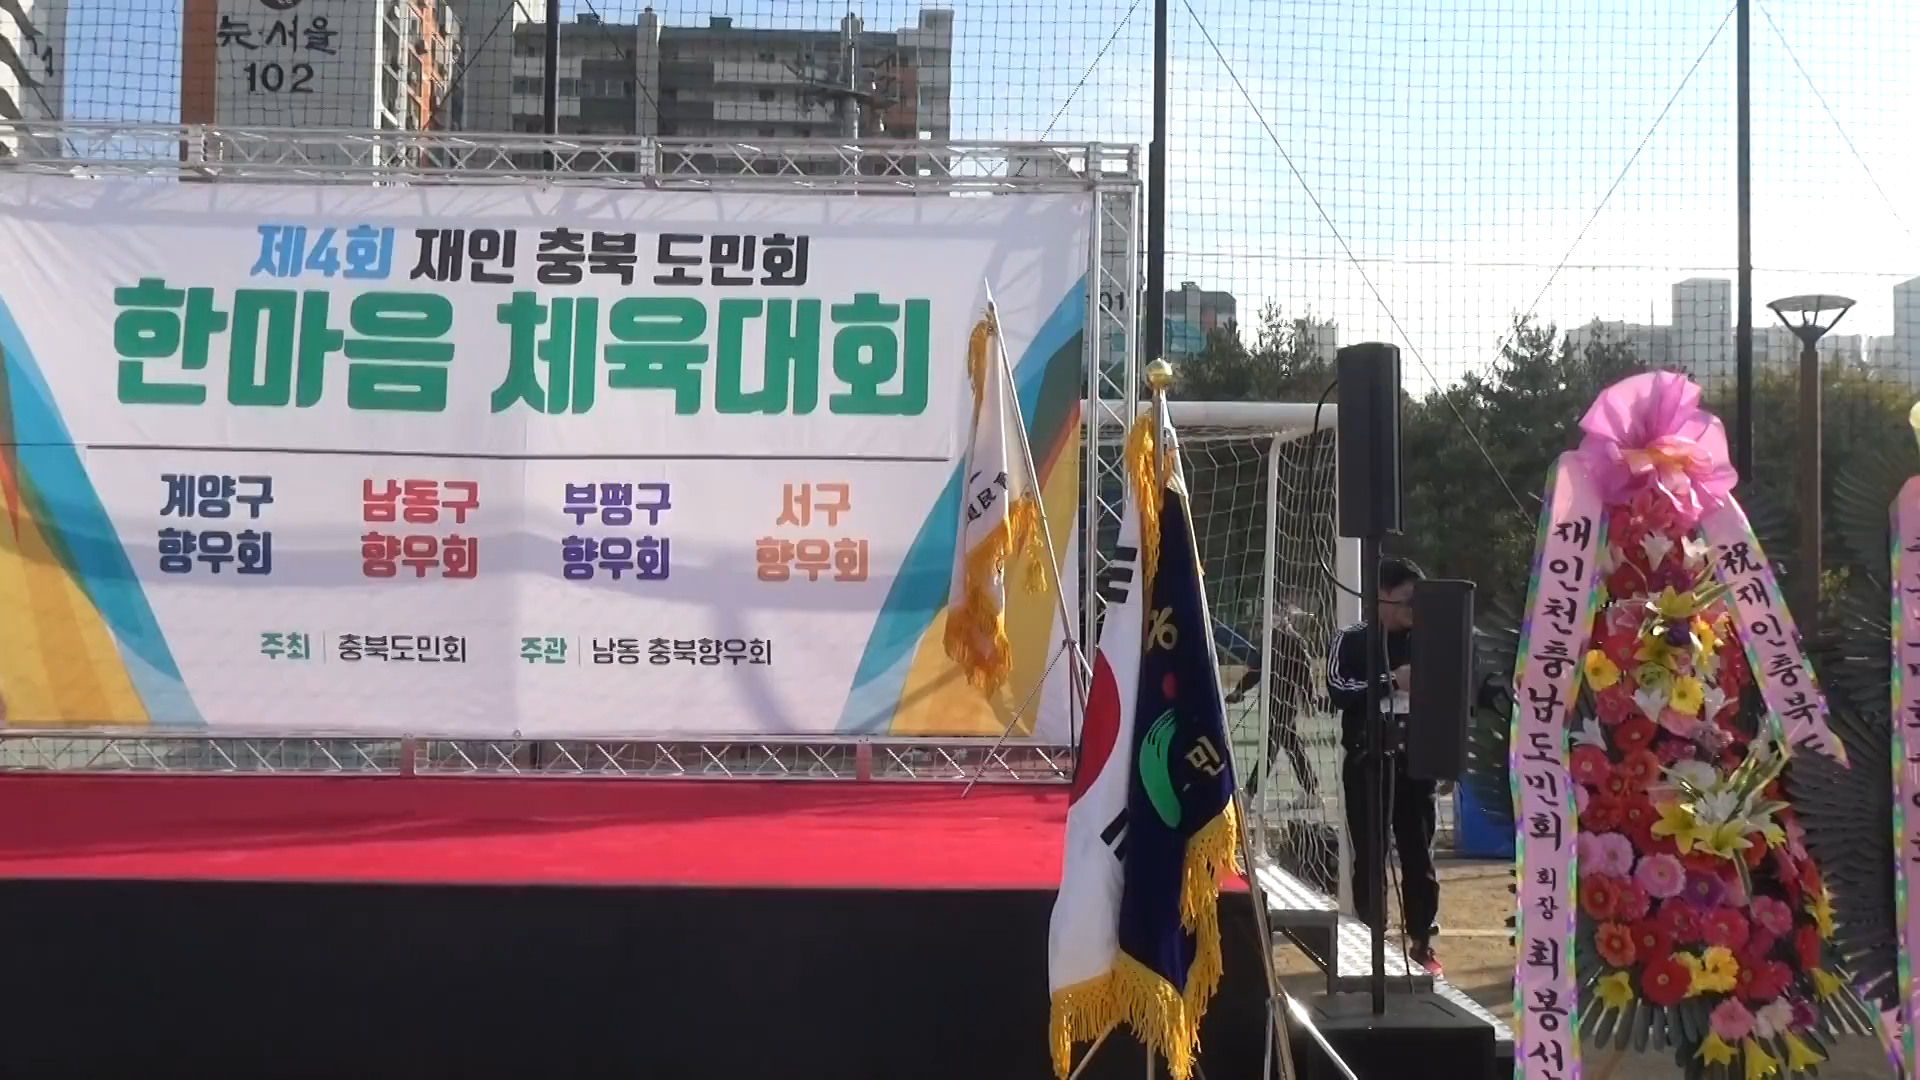 뉴서울
102
제4회 재인 충북 도민회
한마음 체육대회
계양구 향우회
남동구 향우회
부평구 향우회
서구 향우회
주최 충북도민회 주관 남동 충북향우회
민
재인천충남도민회 회장 최봉선
祝 재인충북도